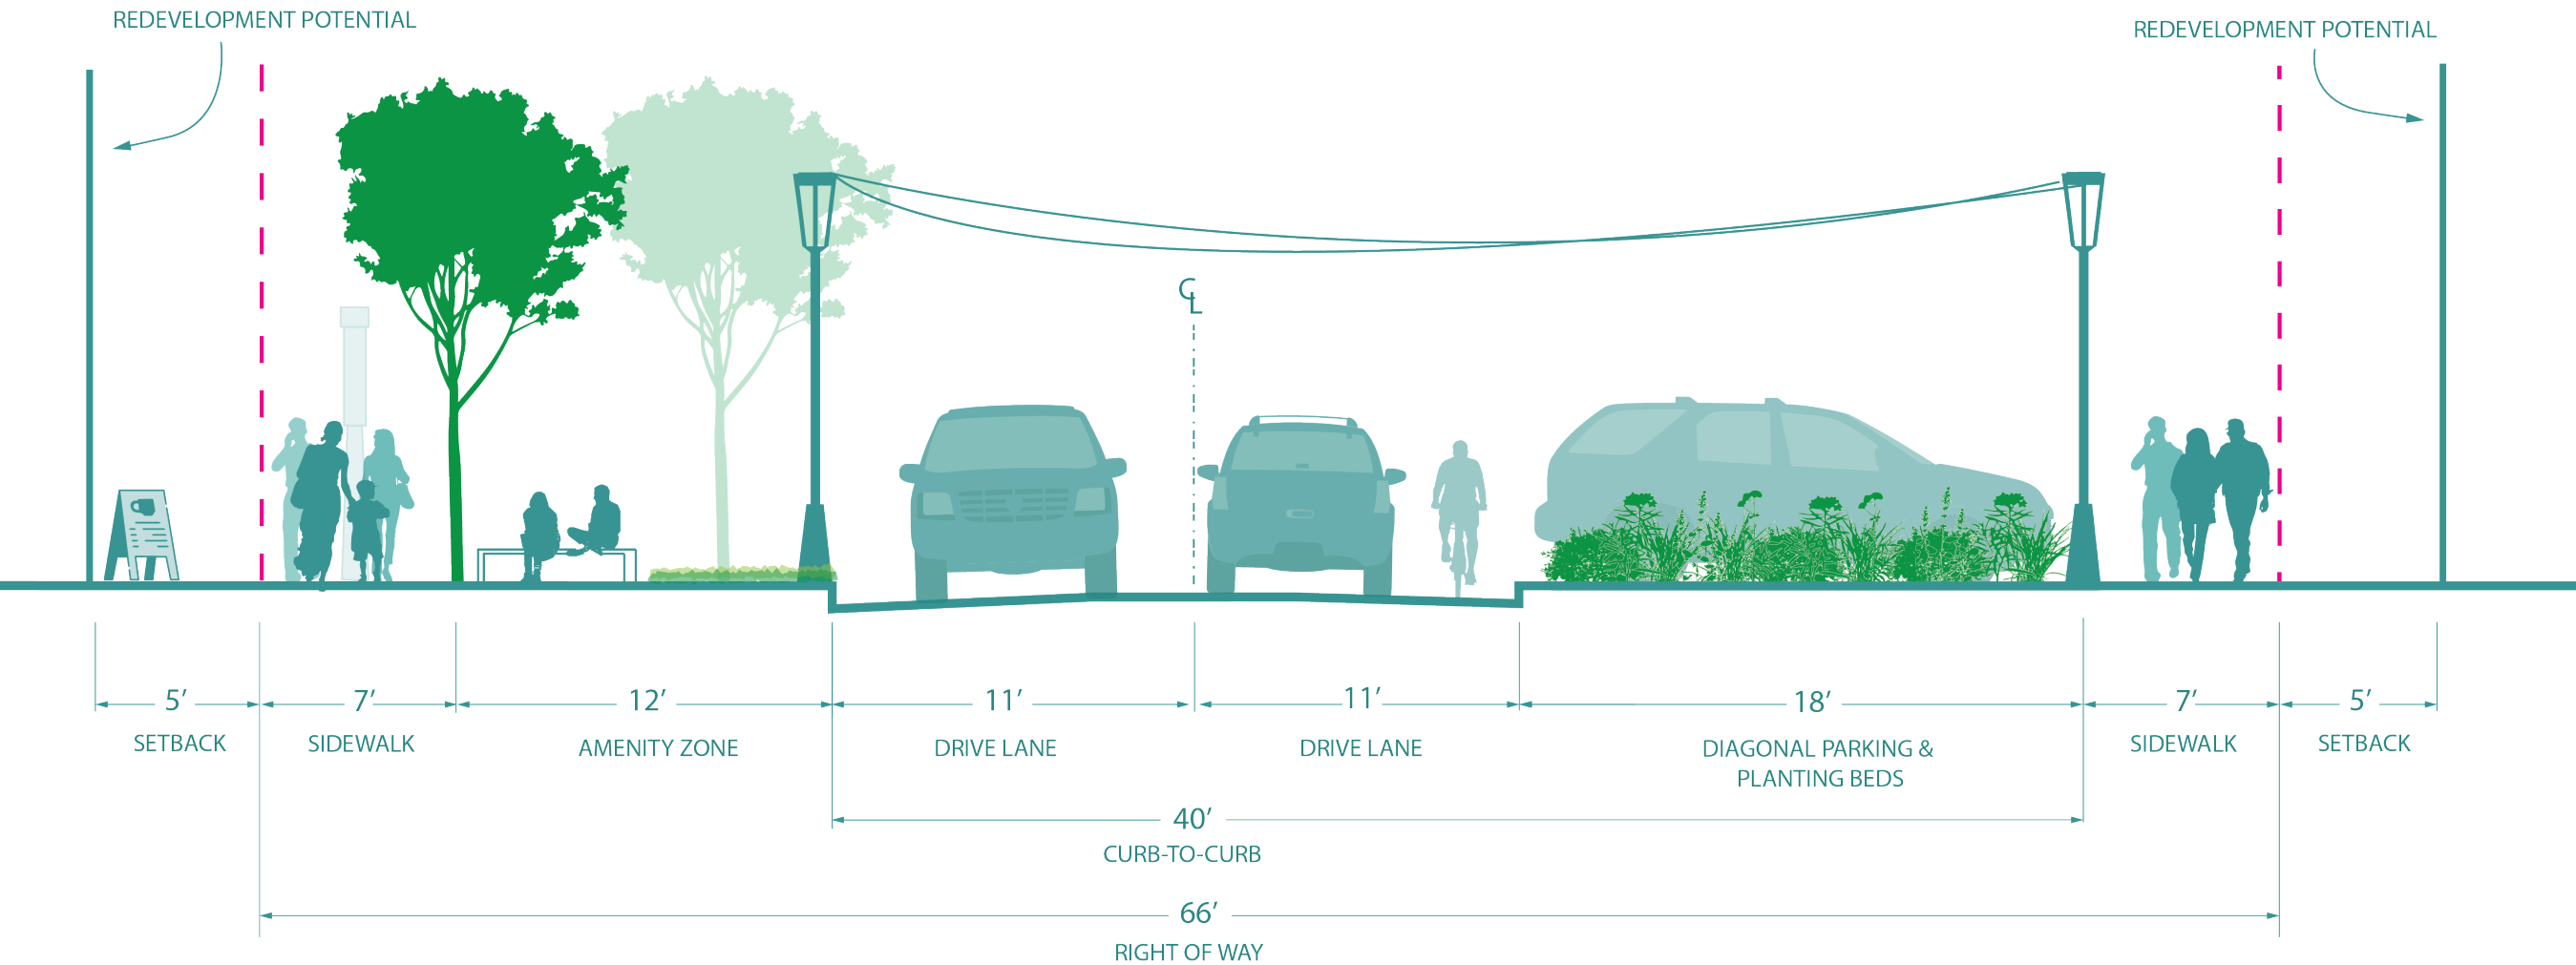 REDEVELOPMENT POTENTIAL
REDEVELOPMENT POTENTIAL
CL
5’ 7’ 12’ 11’ 11’ 18’ 7’ 5’
SETBACK SIDEWALK AMENITY ZONE DRIVE LANE DRIVE LANE DIAGONAL PARKING & SIDEWALK SETBACK
PLANTING BEDS
40’
CURB-TO-CURB
66’
RIGHT OF WAY